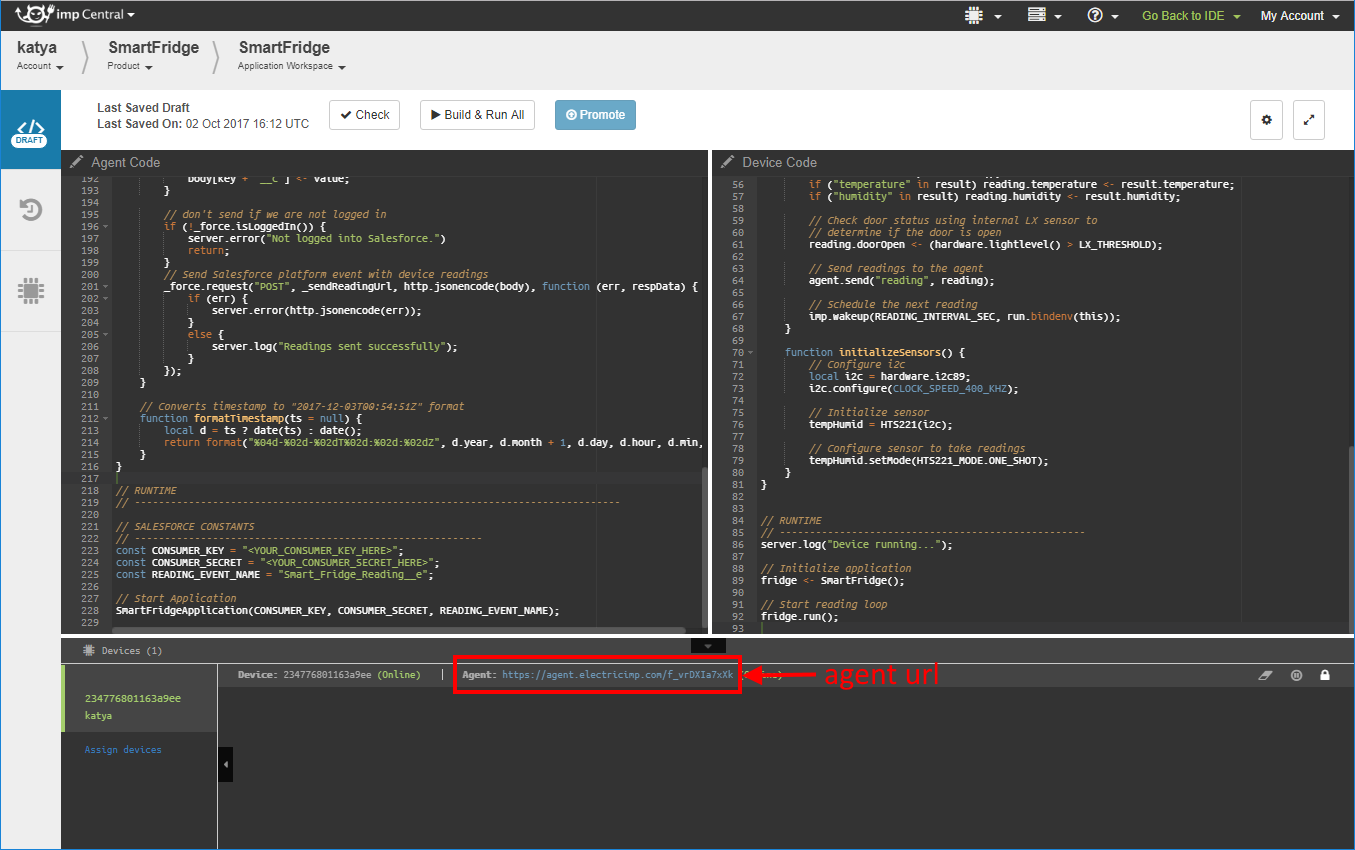 imp Central
Go Back to IDE
My Account
katya
Account
SmartFridge
Product
SmartFridge
Application Workspace
DRAFT
Last Saved Draft
Last Saved On: 02 Oct 2017 16:12 UTC
Check
Build & Run All
Promote
Agent Code
192 body[key + "__c"] <- value;
193 }
194
195 // don't send if we are not logged in
196 if (!_force.isLoggedIn()) {
197 server.error("Not logged into Salesforce.")
198 return;
199 }
200 // Send Salesforce platform event with device readings
201 _force.request("POST", _sendReadingUrl, http.jsonencode(body), function (err, respData) {
202 if (err) {
203 server.error(http.jsonencode(err));
204 }
205 else {
206 server.log("Readings sent successfully");
207 }
208 });
209 }
210
211 // Converts timestamp to "2017-12-03T00:54:51Z" format
212 function formatTimestamp(ts = null) {
213 local d = ts ? date(ts) : date();
214 return format("%04d-%02d-%02dT%02d:%02d:%02dZ", d.year, d.month + 1, d.day, d.hour, d.min,
215 }
216 }
217
218 // RUNTIME
219 // ---------------------------------------------------------------------------------
220
221 // SALESFORCE CONSTANTS
222 // ----------------------------------------------------------
223 const CONSUMER_KEY = "<YOUR_CONSUMER_KEY_HERE>";
224 const CONSUMER_SECRET = "<YOUR_CONSUMER_SECRET_HERE>";
225 const READING_EVENT_NAME = "Smart_Fridge_Reading__e";
226
227 // Start Application
228 SmartFridgeApplication(CONSUMER_KEY, CONSUMER_SECRET, READING_EVENT_NAME);
229
Device Code
56 if ("temperature" in result) reading.temperature <- result.temperature;
57 if ("humidity" in result) reading.humidity <- result.humidity;
58
59 // Check door status using internal LX sensor to
60 // determine if the door is open
61 reading.doorOpen <- (hardware.lightlevel() > LX_THRESHOLD);
62
63 // Send readings to the agent
64 agent.send("reading", reading);
65
66 // Schedule the next reading
67 imp.wakeup(READING_INTERVAL_SEC, run.bindenv(this));
68 }
69
70 function initializeSensors() {
71 // Configure i2c
72 local i2c = hardware.i2c89;
73 i2c.configure(CLOCK_SPEED_400_KHZ);
74
75 // Initialize sensor
76 tempHumid = HTS221(i2c);
77
78 // Configure sensor to take readings
79 tempHumid.setMode(HTS221_MODE.ONE_SHOT);
80 }
81 }
82
83
84 // RUNTIME
85 // ---------------------------------------------------
86 server.log("Device running...");
87
88 // Initialize application
89 fridge <- SmartFridge();
90
91 // Start reading loop
92 fridge.run();
93
Devices (1)
234776801163a9ee
katya
Assign devices
Device: 234776801163a9ee (Online) | Agent: https://agent.electricimp.com/f_vrDXIa7xXk
agent url